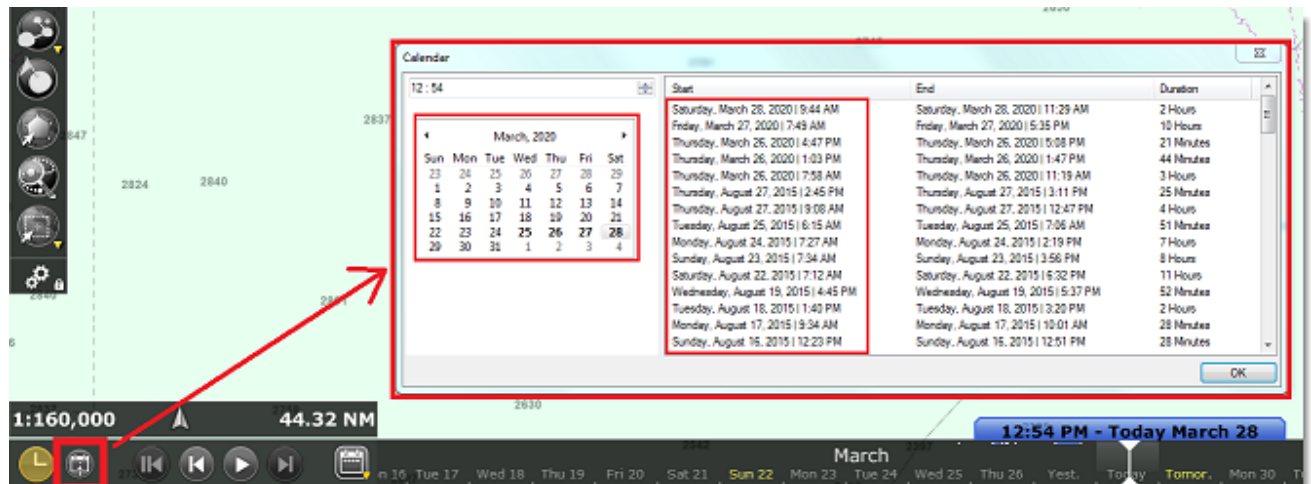 2837
847
2824 2840
Calendar
12 : 54
March, 2020
Sun Mon Tue Wed Thu Fri Sat
23 24 25 26 27 28 29
1 2 3 4 5 6 7
8 9 10 11 12 13 14
15 16 17 18 19 20 21
22 23 24 25 26 27 28
29 30 31 1 2 3 4
Start End Duration
Saturday, March 28, 2020 | 9:44 AM Saturday, March 28, 2020 | 11:29 AM 2 Hours
Friday, March 27, 2020 | 7:49 AM Friday, March 27, 2020 | 5:35 PM 10 Hours
Thursday, March 26, 2020 | 4:47 PM Thursday, March 26, 2020 | 5:08 PM 21 Minutes
Thursday, March 26, 2020 | 1:03 PM Thursday, March 26, 2020 | 1:47 PM 44 Minutes
Thursday, March 26, 2020 | 7:58 AM Thursday, March 26, 2020 | 11:19 AM 3 Hours
Thursday, August 27, 2015 | 2:45 PM Thursday, August 27, 2015 | 3:11 PM 25 Minutes
Thursday, August 27, 2015 | 9:08 AM Thursday, August 27, 2015 | 12:47 PM 4 Hours
Tuesday, August 25, 2015 | 6:15 AM Tuesday, August 25, 2015 | 7:06 AM 51 Minutes
Monday, August 24, 2015 | 7:27 AM Monday, August 24, 2015 | 2:19 PM 7 Hours
Sunday, August 23, 2015 | 7:34 AM Sunday, August 23, 2015 | 3:56 PM 8 Hours
Saturday, August 22, 2015 | 7:12 AM Saturday, August 22, 2015 | 6:32 PM 11 Hours
Wednesday, August 19, 2015 | 4:45 PM Wednesday, August 19, 2015 | 5:37 PM 52 Minutes
Tuesday, August 18, 2015 | 1:40 PM Tuesday, August 18, 2015 | 3:20 PM 2 Hours
Monday, August 17, 2015 | 9:34 AM Monday, August 17, 2015 | 10:01 AM 28 Minutes
Sunday, August 16, 2015 | 12:23 PM Sunday, August 16, 2015 | 12:51 PM 28 Minutes
OK
2630
1:160,000 44.32 NM
12:54 PM - Today March 28
March
Tue 17 Wed 18 Thu 19 Fri 20 Sat 21 Sun 22 Mon 23 Tue 24 Wed 25 Thu 26 Yest. Today Tomor. Mon 30